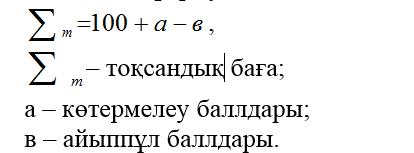 ∑ т =100 + а – в ,
∑ т – тоқсандық баға;
а – көтермелеу баллдары;
в – айыппұл баллдары.